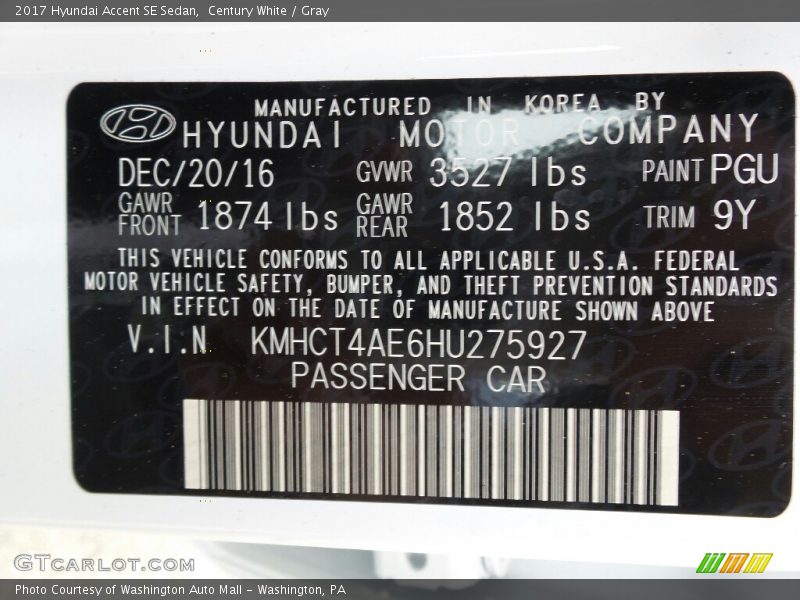 2017 Hyundai Accent SE Sedan, Century White / Gray
MANUFACTURED IN KOREA BY
HYUNDAI MOTOR COMPANY
DEC/20/16 GVWR 3527 lbs PAINT PGU
GAWR FRONT 1874 lbs GAWR REAR 1852 lbs TRIM 9Y
THIS VEHICLE CONFORMS TO ALL APPLICABLE U.S.A. FEDERAL
MOTOR VEHICLE SAFETY, BUMPER, AND THEFT PREVENTION STANDARDS
IN EFFECT ON THE DATE OF MANUFACTURE SHOWN ABOVE
V.I.N KMHCT4AE6HU275927
PASSENGER CAR
GTCARLOT.COM
Photo Courtesy of Washington Auto Mall - Washington, PA